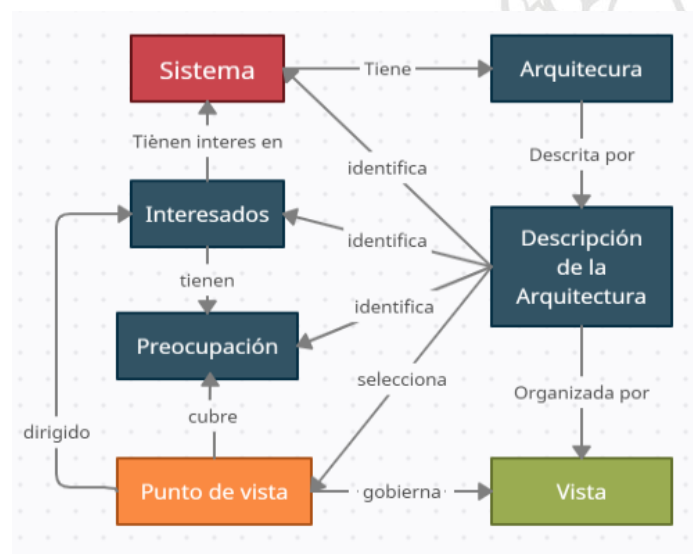 Sistema
Tiene
Arquitecura
Tiènen interes en
identifica
Descrita por
Interesados
identifica
Descripción
de la
Arquitectura
tienen
identifica
Preocupación
selecciona
Organizada por
cubre
dirigido
Punto de vista
gobierna
Vista